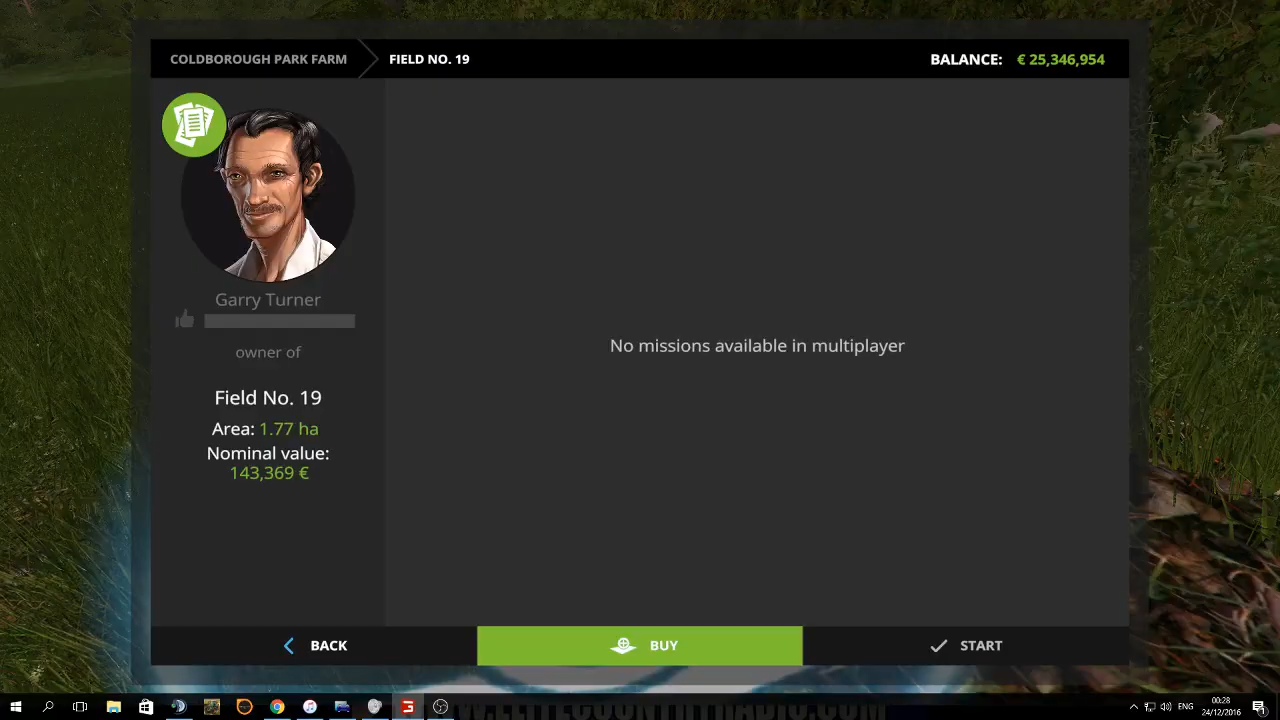 COLDBOROUGH PARK FARM FIELD NO. 19 BALANCE: € 25,346,954
Garry Turner
owner of
Field No. 19
Area: 1.77 ha
Nominal value:
143,369 €
No missions available in multiplayer
BACK BUY START
ENG
00:28
24/12/2016